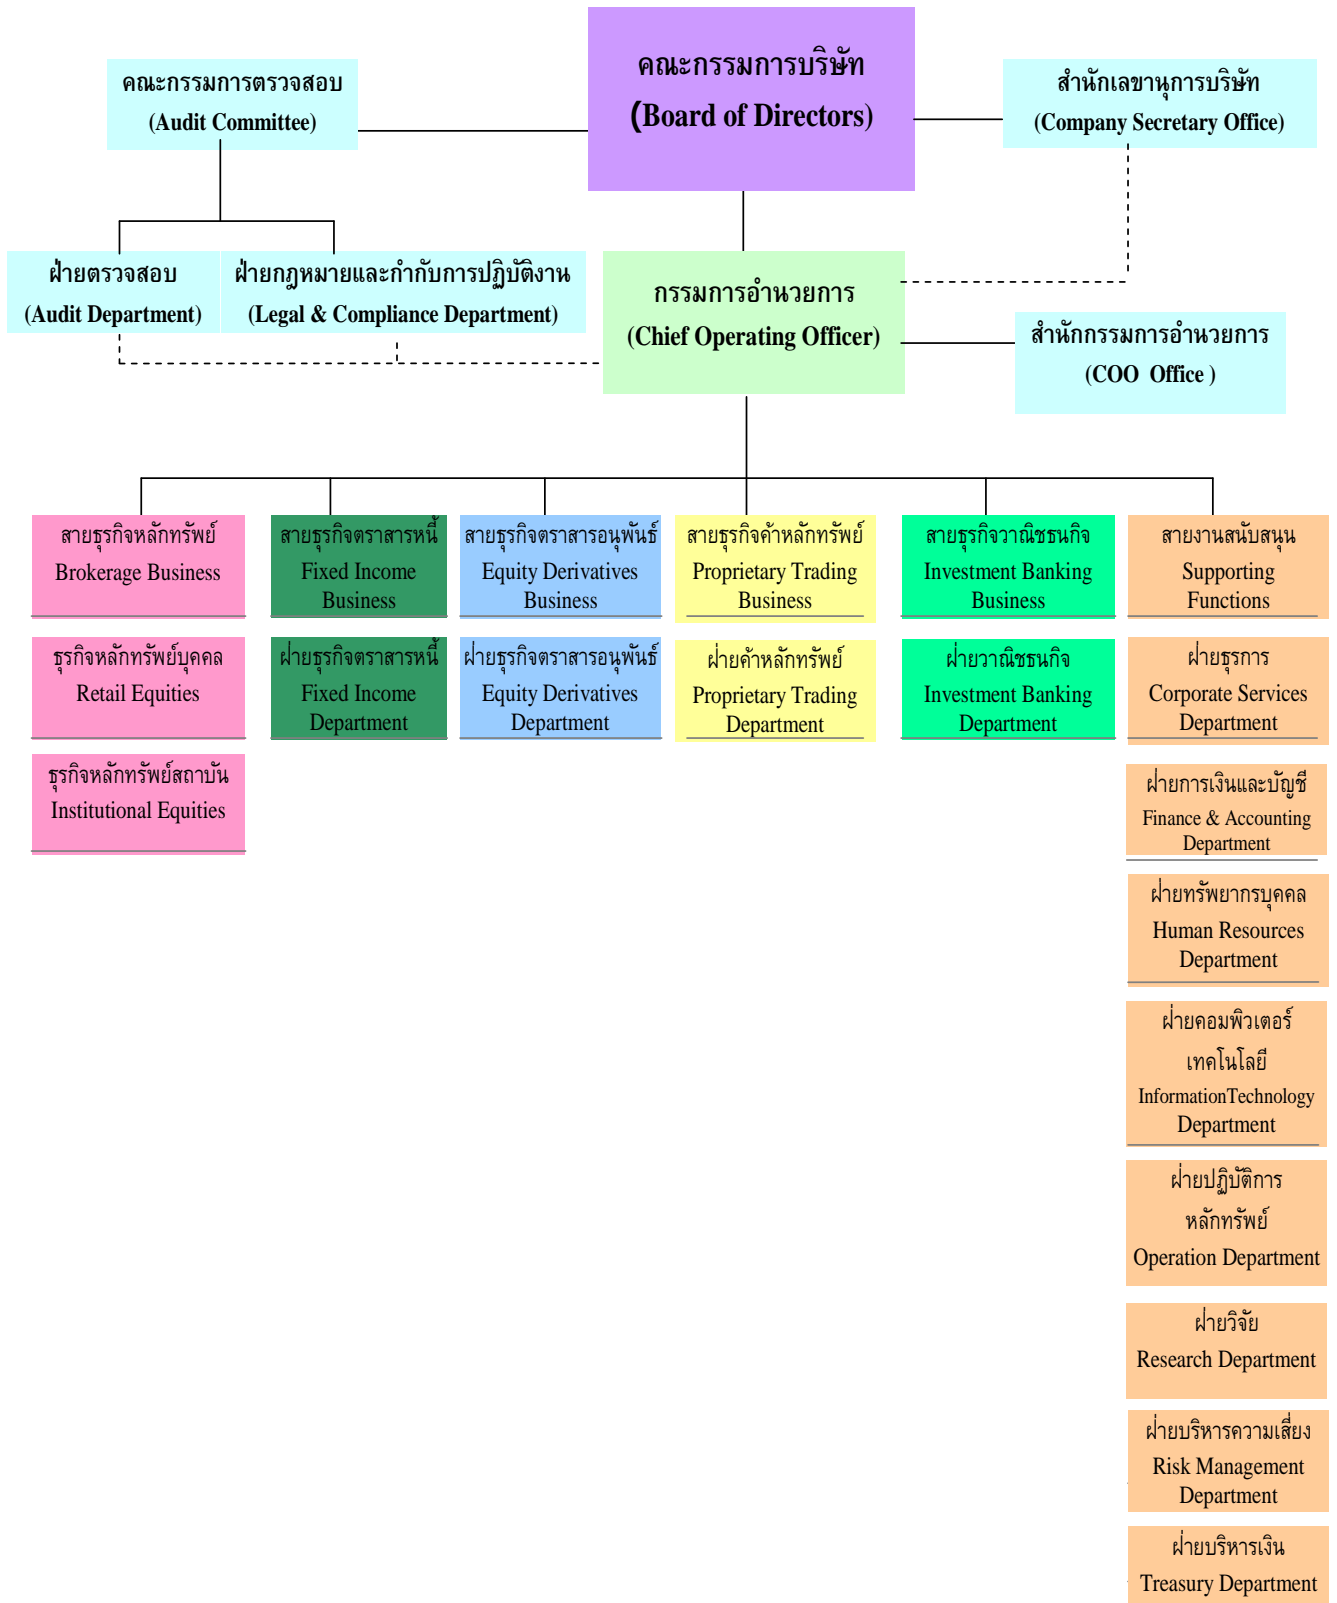 คณะกรรมการบริษัท
(Board of Directors)
คณะกรรมการตรวจสอบ
(Audit Committee)
สำนักเลขานุการบริษัท
(Company Secretary Office)
ฝ่ายตรวจสอบ
(Audit Department)
ฝ่ายกฎหมายและกำกับการปฏิบัติงาน
(Legal & Compliance Department)
กรรมการอำนวยการ
(Chief Operating Officer)
สำนักกรรมการอำนวยการ
(COO Office )
สายธุรกิจหลักทรัพย์
Brokerage Business
สายธุรกิจตราสารหนี้
Fixed Income
Business
สายธุรกิจตราสารอนุพันธ์
Equity Derivatives
Business
สายธุรกิจค้าหลักทรัพย์
Proprietary Trading
Business
สายธุรกิจวาณิชธนกิจ
Investment Banking
Business
สายงานสนับสนุน
Supporting
Functions
ธุรกิจหลักทรัพย์บุคคล
Retail Equities
ฝ่ายธุรกิจตราสารหนี้
Fixed Income
Department
ฝ่ายธุรกิจตราสารอนุพันธ์
Equity Derivatives
Department
ฝ่ายค้าหลักทรัพย์
Proprietary Trading
Department
ฝ่ายวาณิชธนกิจ
Investment Banking
Department
ฝ่ายธุรการ
Corporate Services
Department
ธุรกิจหลักทรัพย์สถาบัน
Institutional Equities
ฝ่ายการเงินและบัญชี
Finance & Accounting
Department
ฝ่ายทรัพยากรบุคคล
Human Resources
Department
ฝ่ายคอมพิวเตอร์
เทคโนโลยี
InformationTechnology
Department
ฝ่ายปฏิบัติการ
หลักทรัพย์
Operation Department
ฝ่ายวิจัย
Research Department
ฝ่ายบริหารความเสี่ยง
Risk Management
Department
ฝ่ายบริหารเงิน
Treasury Department